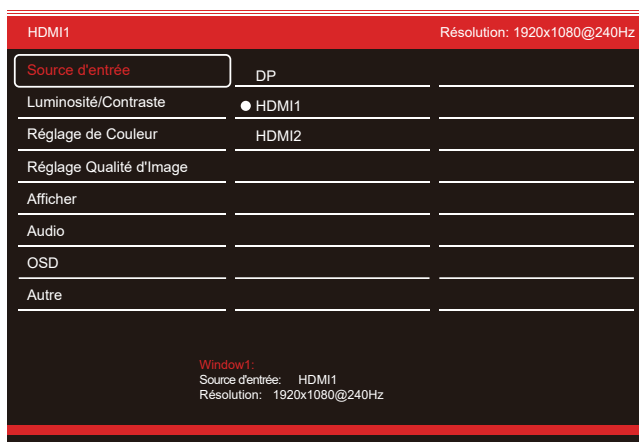 HDMI1 Résolution: 1920x1080@240Hz
Source d'entrée DP
Luminosité/Contraste HDMI1
Réglage de Couleur HDMI2
Réglage Qualité d'Image
Afficher
Audio
OSD
Autre
Window1:
Source d'entrée: HDMI1
Résolution: 1920x1080@240Hz